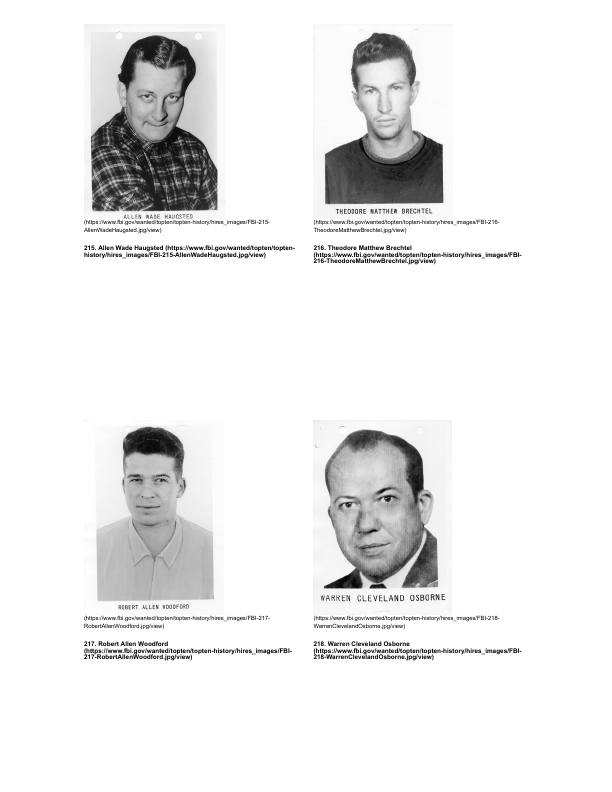 ALLEN WADE HAUGSTED
(https://www.fbi.gov/wanted/topten/topten-history/hires_images/FBI-215-
AllenWadeHaugsted.jpg/view)
215. Allen Wade Haugsted (https://www.fbi.gov/wanted/topten/topten-
history/hires_images/FBI-215-AllenWadeHaugsted.jpg/view)
THEODORE MATTHEW BRECHTEL
(https://www.fbi.gov/wanted/topten/topten-history/hires_images/FBI-216-
TheodoreMatthewBrechtel.jpg/view)
216. Theodore Matthew Brechtel
(https://www.fbi.gov/wanted/topten/topten-history/hires_images/FBI-
216-TheodoreMatthewBrechtel.jpg/view)
ROBERT ALLEN WOODFORD
(https://www.fbi.gov/wanted/topten/topten-history/hires_images/FBI-217-
RobertAllenWoodford.jpg/view)
217. Robert Allen Woodford
(https://www.fbi.gov/wanted/topten/topten-history/hires_images/FBI-
217-RobertAllenWoodford.jpg/view)
WARREN CLEVELAND OSBORNE
(https://www.fbi.gov/wanted/topten/topten-history/hires_images/FBI-218-
WarrenClevelandOsborne.jpg/view)
218. Warren Cleveland Osborne
(https://www.fbi.gov/wanted/topten/topten-history/hires_images/FBI-
218-WarrenClevelandOsborne.jpg/view)